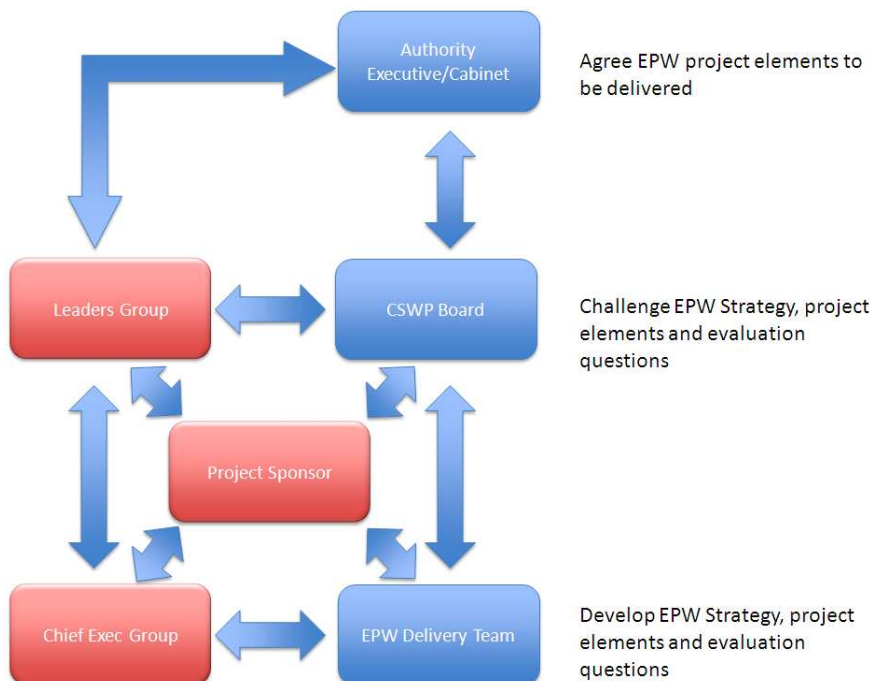 Authority
Executive/Cabinet
Agree EPW project elements to
be delivered
Leaders Group
CSWP Board
Challenge EPW Strategy, project
elements and evaluation
questions
Project Sponsor
Chief Exec Group
EPW Delivery Team
Develop EPW Strategy, project
elements and evaluation
questions